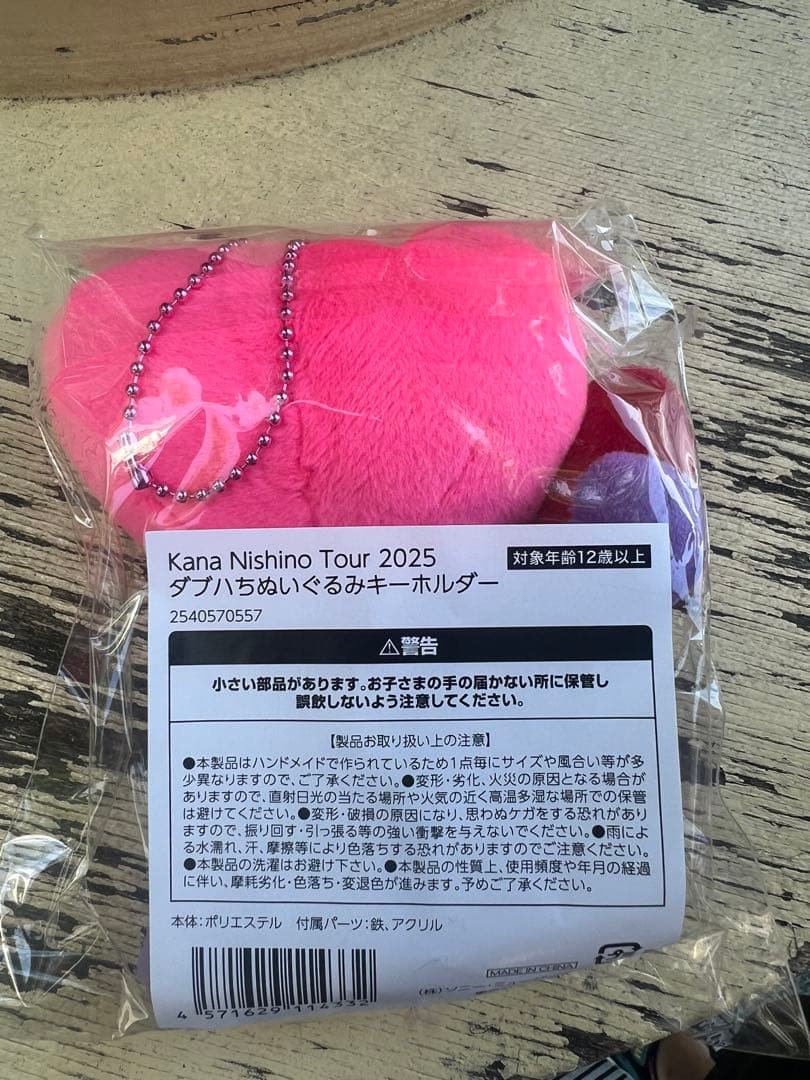 Kana Nishino Tour 2025
対象年齢12歳以上
ダブハちぬいぐるみキーホルダー
2540570557
⚠警告
小さい部品があります。お子さまの手の届かない所に保管し
誤飲しないよう注意してください。
【製品お取り扱い上の注意】
●本製品はハンドメイドで作られているため1点毎にサイズや風合い等が多
少異なりますので、ご了承ください。●変形・劣化、火災の原因となる場合が
ありますので、直射日光の当たる場所や火気の近く高温多湿な場所での保管
は避けてください。●変形・破損の原因になり、思わぬケガをする恐れがあり
ますので、振り回す・引っ張る等の強い衝撃を与えないでください。●雨によ
る水濡れ、汗、摩擦等により色落ちする恐れがありますのでご注意ください。
●本製品の洗濯はお避け下さい。●本製品の性質上、使用頻度や年月の経過
に伴い、摩耗劣化・色落ち・変退色が進みます。予めご了承ください。
本体：ポリエステル　付属パーツ：鉄、アクリル
MADE IN CHINA
4 571629 114332
(株)ソニー・ミュ